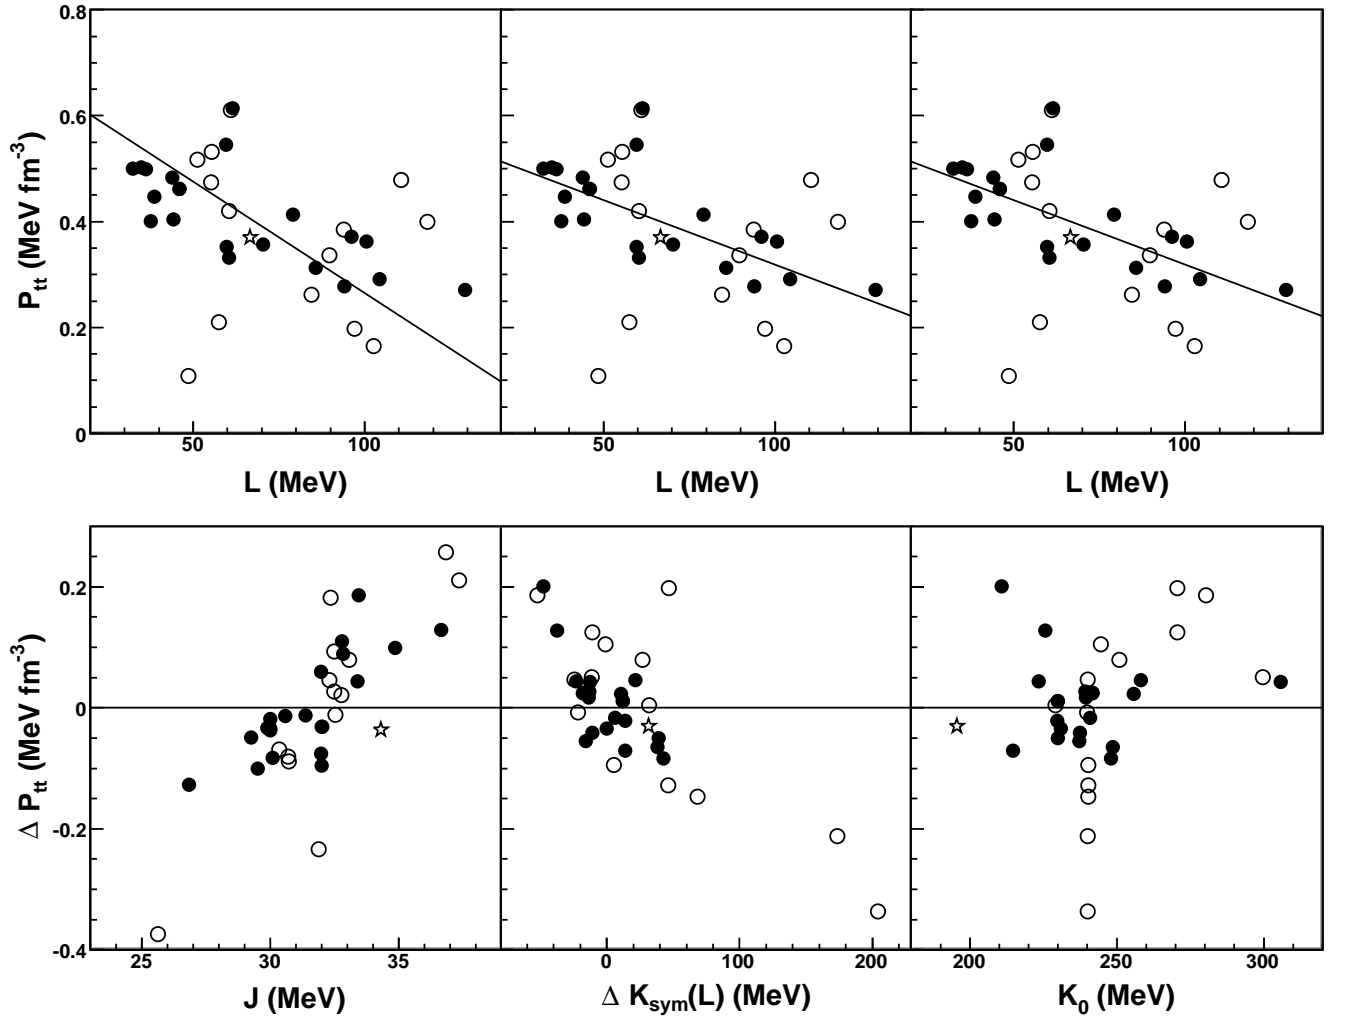 0.8
0.6
0.4
0.2
0
P_tt (MeV fm^-3)
50 100 50 100 50 100
L (MeV) L (MeV) L (MeV)
0.2
0
-0.2
-0.4
Δ P_tt (MeV fm^-3)
25 30 35 0 100 200 200 250 300
J (MeV) Δ K_sym(L) (MeV) K_0 (MeV)